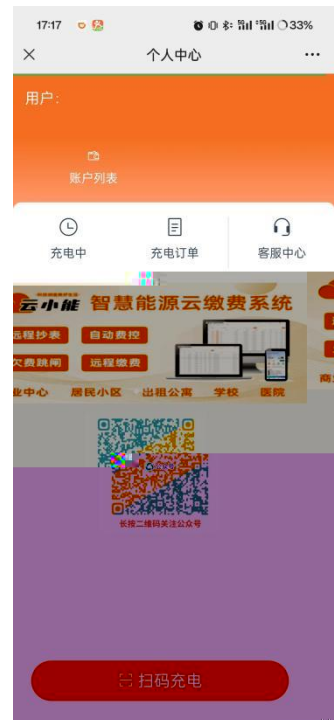 17:17
33%
个人中心
用户:
账户列表
充电中
充电订单
客服中心
云小能 智慧能源云缴费系统
远程抄表 自动费控
欠费跳闸 远程缴费
业中心 居民小区 出租公寓 学校 医院
商
长按二维码关注公众号
扫码充电